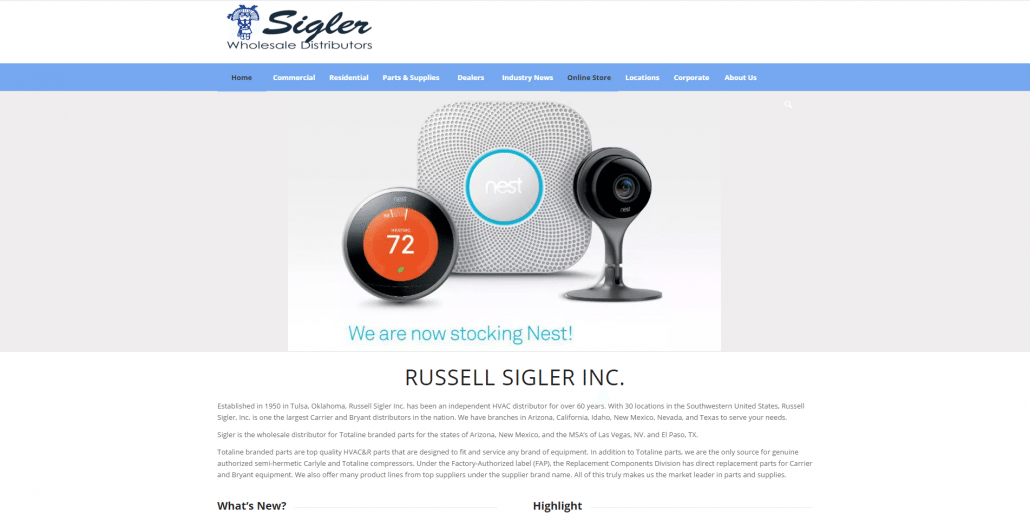 Sigler
Wholesale Distributors
Home Commercial Residential Parts & Supplies Dealers Industry News Online Store Locations Corporate About Us
nest
nest
HEATING
72
nest
We are now stocking Nest!
RUSSELL SIGLER INC.
Established in 1950 in Tulsa, Oklahoma, Russell Sigler Inc. has been an independent HVAC distributor for over 60 years. With 30 locations in the Southwestern United States, Russell
Sigler, Inc. is one the largest Carrier and Bryant distributors in the nation. We have branches in Arizona, California, Idaho, New Mexico, Nevada, and Texas to serve your needs.
Sigler is the wholesale distributor for Totaline branded parts for the states of Arizona, New Mexico, and the MSA's of Las Vegas, NV. and El Paso, TX.
Totaline branded parts are top quality HVAC&R parts that are designed to fit and service any brand of equipment. In addition to Totaline parts, we are the only source for genuine
authorized semi-hermetic Carlyle and Totaline compressors. Under the Factory-Authorized label (FAP), the Replacement Components Division has direct replacement parts for Carrier
and Bryant equipment. We also offer many product lines from top suppliers under the supplier brand name. All of this truly makes us the market leader in parts and supplies.
What's New? Highlight